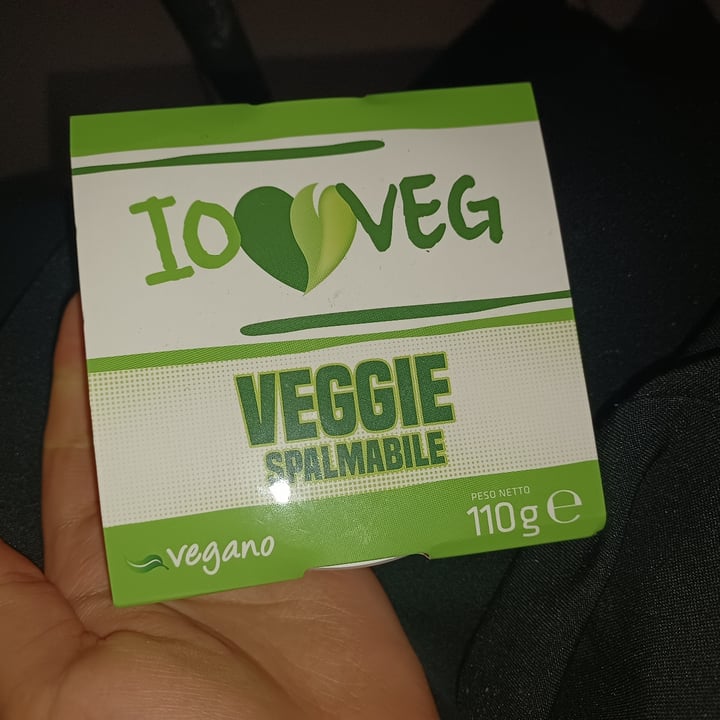 IO VEG
VEGGIE
SPALMABILE
PESO NETTO
110g ℮
vegano